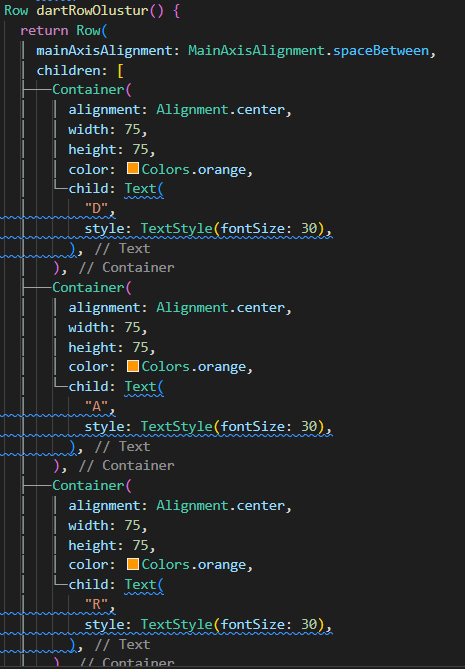 Row dartRowOlustur() {
return Row(
mainAxisAlignment: MainAxisAlignment.spaceBetween,
children: [
Container(
alignment: Alignment.center,
width: 75,
height: 75,
color: Colors.orange,
child: Text(
"D",
style: TextStyle(fontSize: 30),
), // Text
), // Container
Container(
alignment: Alignment.center,
width: 75,
height: 75,
color: Colors.orange,
child: Text(
"A",
style: TextStyle(fontSize: 30),
), // Text
), // Container
Container(
alignment: Alignment.center,
width: 75,
height: 75,
color: Colors.orange,
child: Text(
"R",
style: TextStyle(fontSize: 30),
), // Text
), // Container